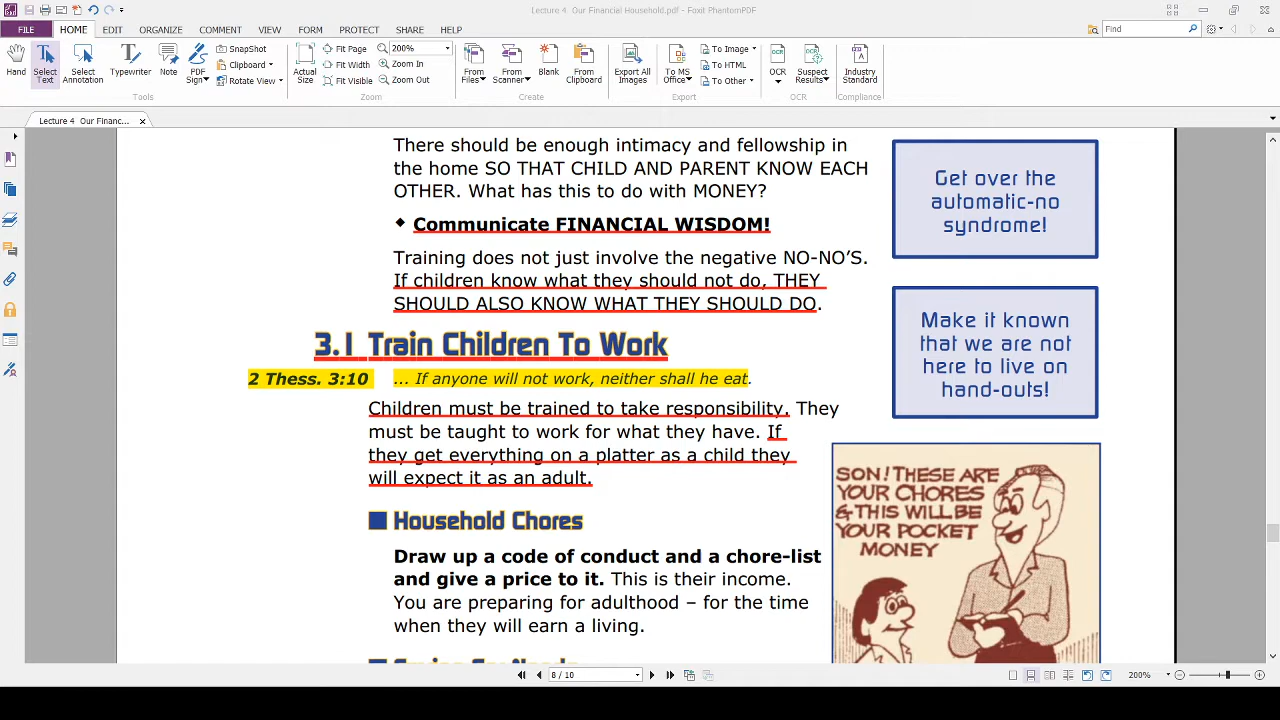 Lecture 4  Our Financial Household.pdf - Foxit PhantomPDF
FILE HOME EDIT ORGANIZE COMMENT VIEW FORM PROTECT SHARE HELP
Find
Hand
Select Text
Select Annotation
Typewriter
Note
PDF Sign
SnapShot
Clipboard
Rotate View
Tools
Actual Size
Fit Page
Fit Width
Fit Visible
200%
Zoom In
Zoom Out
Zoom
From Files
From Scanner
Blank
From Clipboard
Create
Export All Images
To MS Office
To Image
To HTML
To Other
Export
OCR
Suspect Results
OCR
Industry Standard
Compliance
Lecture 4  Our Financ...
There should be enough intimacy and fellowship in
the home SO THAT CHILD AND PARENT KNOW EACH
OTHER. What has this to do with MONEY?
◆ Communicate FINANCIAL WISDOM!
Training does not just involve the negative NO-NO'S.
If children know what they should not do, THEY
SHOULD ALSO KNOW WHAT THEY SHOULD DO.
3.1 Train Children To Work
2 Thess. 3:10 ... If anyone will not work, neither shall he eat.
Children must be trained to take responsibility. They
must be taught to work for what they have. If
they get everything on a platter as a child they
will expect it as an adult.
■ Household Chores
Draw up a code of conduct and a chore-list
and give a price to it. This is their income.
You are preparing for adulthood – for the time
when they will earn a living.
Get over the
automatic-no
syndrome!
Make it known
that we are not
here to live on
hand-outs!
SON! THESE ARE
YOUR CHORES
& THIS WILL BE
YOUR POCKET
MONEY
8 / 10
200%